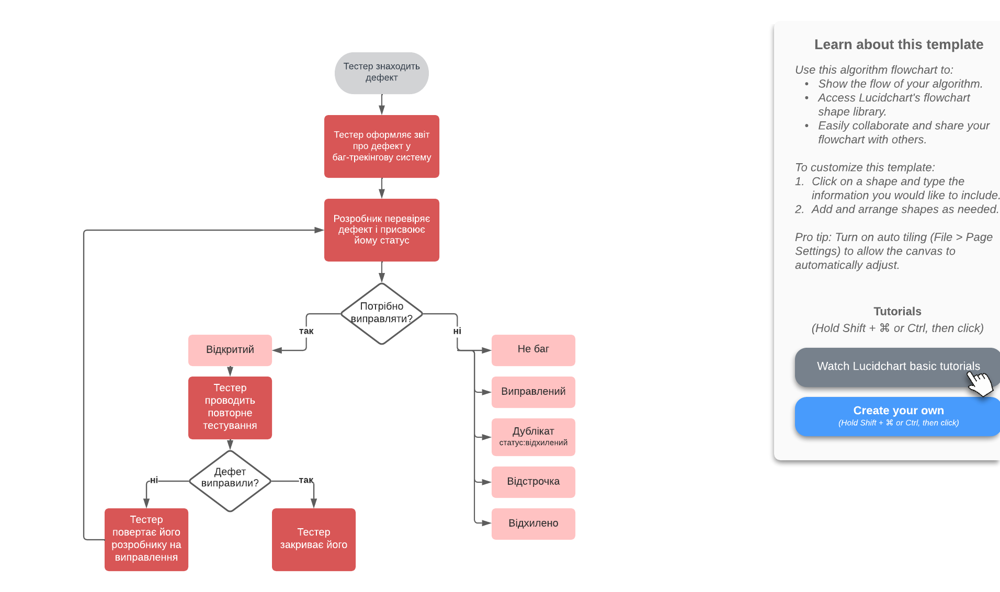 Тестер знаходить
дефект
Тестер оформляє звіт
про дефект у
баг-трекінгову систему
Розробник перевіряє
дефект і присвоює
йому статус
Потрібно
виправляти?
так
ні
Відкритий
Тестер
проводить
повторне
тестування
Дефет
виправили?
ні
так
Тестер
повертає його
розробнику на
виправлення
Тестер
закриває його
Не баг
Виправлений
Дублікат
статус:відхилений
Відстрочка
Відхилено
Learn about this template
Use this algorithm flowchart to:
• Show the flow of your algorithm.
• Access Lucidchart's flowchart
shape library.
• Easily collaborate and share your
flowchart with others.
To customize this template:
1. Click on a shape and type the
information you would like to include.
2. Add and arrange shapes as needed.
Pro tip: Turn on auto tiling (File > Page
Settings) to allow the canvas to
automatically adjust.
Tutorials
(Hold Shift + ⌘ or Ctrl, then click)
Watch Lucidchart basic tutorials
Create your own
(Hold Shift + ⌘ or Ctrl, then click)